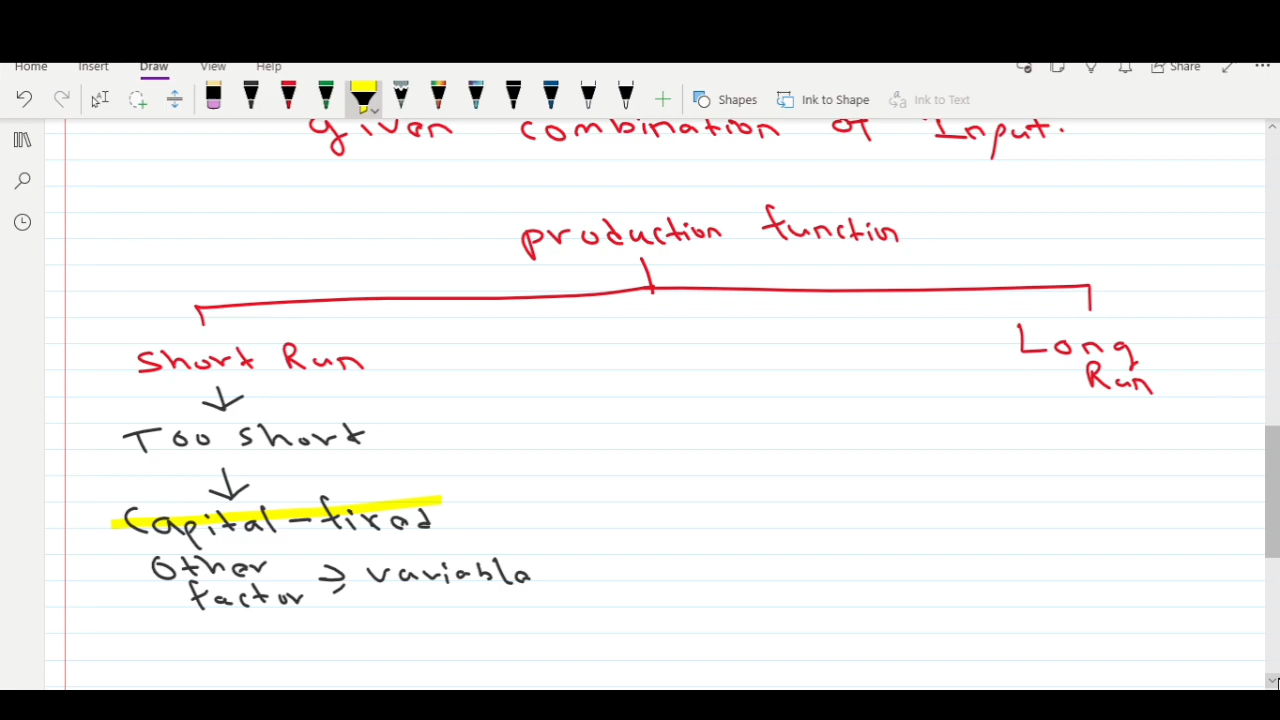 Home Insert Draw View Help Share
Shapes Ink to Shape Ink to Text
given combination of Input.
production function
Short Run
Long
Run
Too short
Capital - fixed
Other
factor ⇒ variable